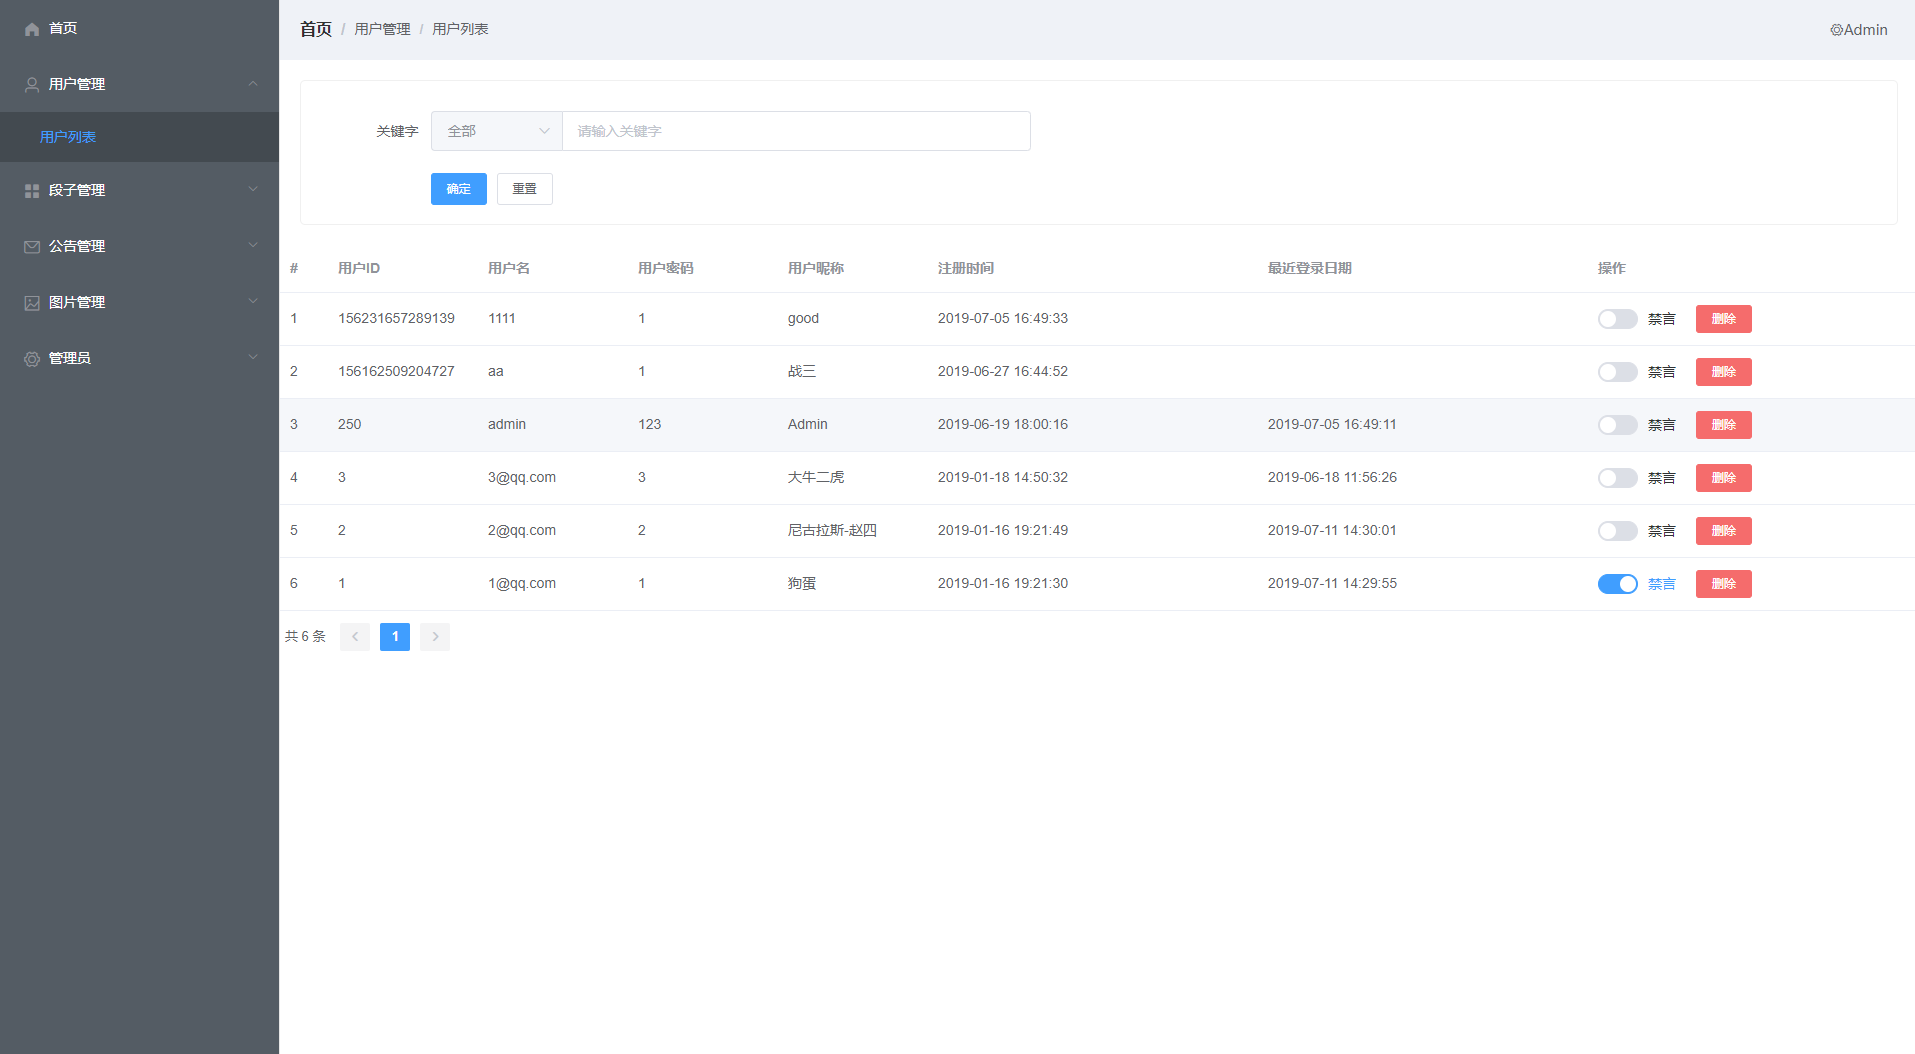 首页
用户管理
用户列表
段子管理
公告管理
图片管理
管理员
首页 / 用户管理 / 用户列表
Admin
关键字 全部 请输入关键字
确定 重置
# 用户ID 用户名 用户密码 用户昵称 注册时间 最近登录日期 操作
1 156231657289139 1111 1 good 2019-07-05 16:49:33 禁言 删除
2 156162509204727 aa 1 战三 2019-06-27 16:44:52 禁言 删除
3 250 admin 123 Admin 2019-06-19 18:00:16 2019-07-05 16:49:11 禁言 删除
4 3 3@qq.com 3 大牛二虎 2019-01-18 14:50:32 2019-06-18 11:56:26 禁言 删除
5 2 2@qq.com 2 尼古拉斯-赵四 2019-01-16 19:21:49 2019-07-11 14:30:01 禁言 删除
6 1 1@qq.com 1 狗蛋 2019-01-16 19:21:30 2019-07-11 14:29:55 禁言 删除
共 6 条 1